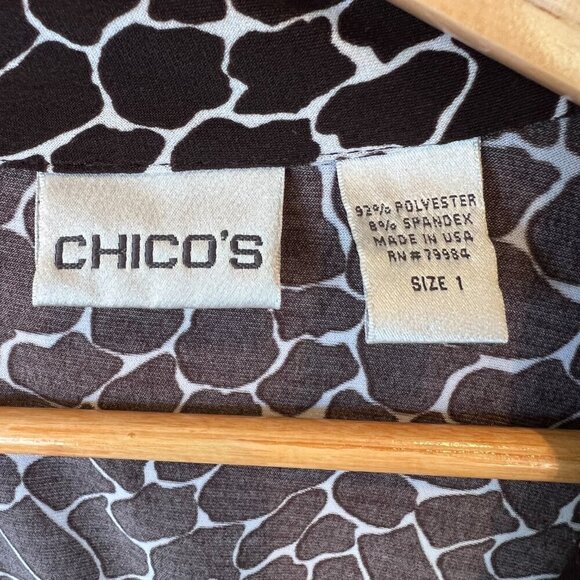 CHICO'S
92% POLYESTER
8% SPANDEX
MADE IN USA
RN#79984
SIZE 1